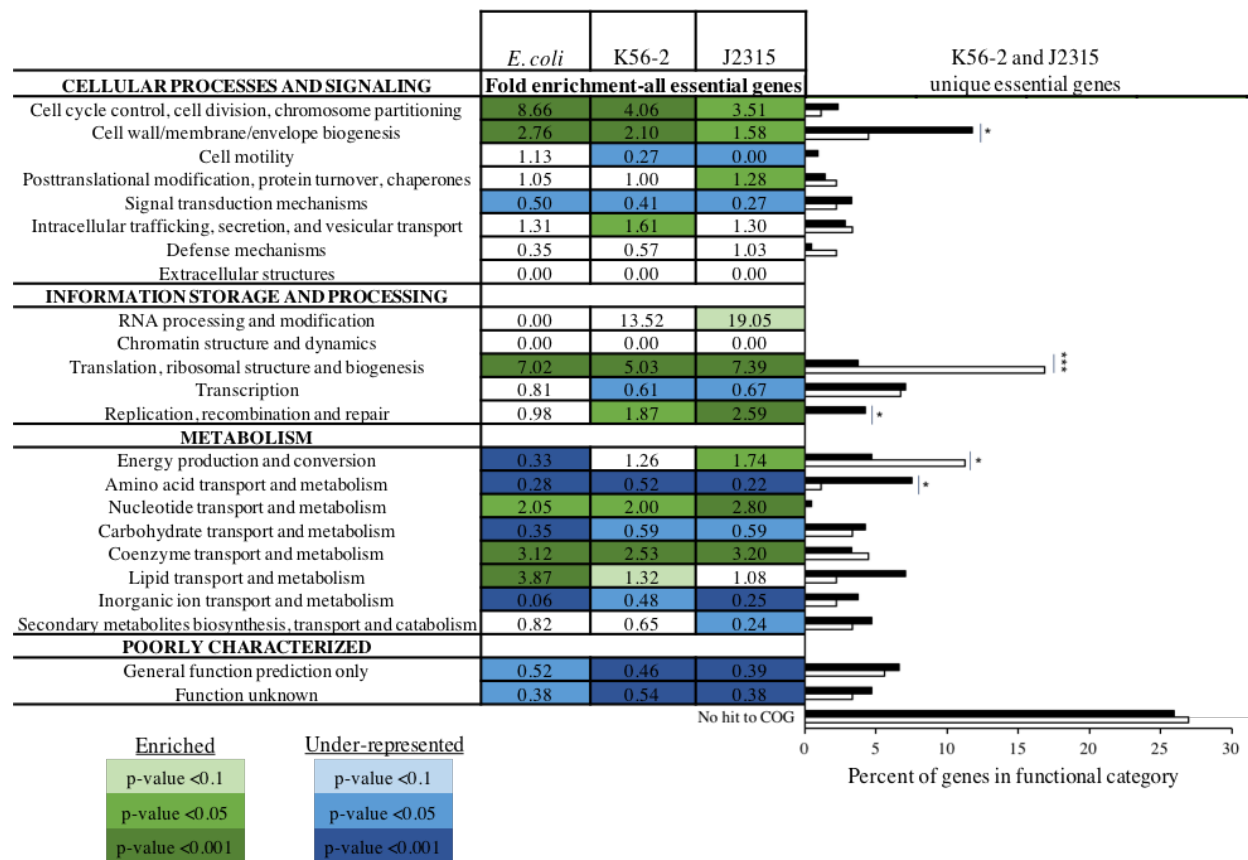 E. coli K56-2 J2315 K56-2 and J2315
unique essential genes
CELLULAR PROCESSES AND SIGNALING Fold enrichment-all essential genes
Cell cycle control, cell division, chromosome partitioning 8.66 4.06 3.51
Cell wall/membrane/envelope biogenesis 2.76 2.10 1.58 *
Cell motility 1.13 0.27 0.00
Posttranslational modification, protein turnover, chaperones 1.05 1.00 1.28
Signal transduction mechanisms 0.50 0.41 0.27
Intracellular trafficking, secretion, and vesicular transport 1.31 1.61 1.30
Defense mechanisms 0.35 0.57 1.03
Extracellular structures 0.00 0.00 0.00
INFORMATION STORAGE AND PROCESSING
RNA processing and modification 0.00 13.52 19.05
Chromatin structure and dynamics 0.00 0.00 0.00
Translation, ribosomal structure and biogenesis 7.02 5.03 7.39 ***
Transcription 0.81 0.61 0.67
Replication, recombination and repair 0.98 1.87 2.59 *
METABOLISM
Energy production and conversion 0.33 1.26 1.74 *
Amino acid transport and metabolism 0.28 0.52 0.22 *
Nucleotide transport and metabolism 2.05 2.00 2.80
Carbohydrate transport and metabolism 0.35 0.59 0.59
Coenzyme transport and metabolism 3.12 2.53 3.20
Lipid transport and metabolism 3.87 1.32 1.08
Inorganic ion transport and metabolism 0.06 0.48 0.25
Secondary metabolites biosynthesis, transport and catabolism 0.82 0.65 0.24
POORLY CHARACTERIZED
General function prediction only 0.52 0.46 0.39
Function unknown 0.38 0.54 0.38
No hit to COG
0 5 10 15 20 25 30
Percent of genes in functional category
Enriched Under-represented
p-value <0.1 p-value <0.1
p-value <0.05 p-value <0.05
p-value <0.001 p-value <0.001